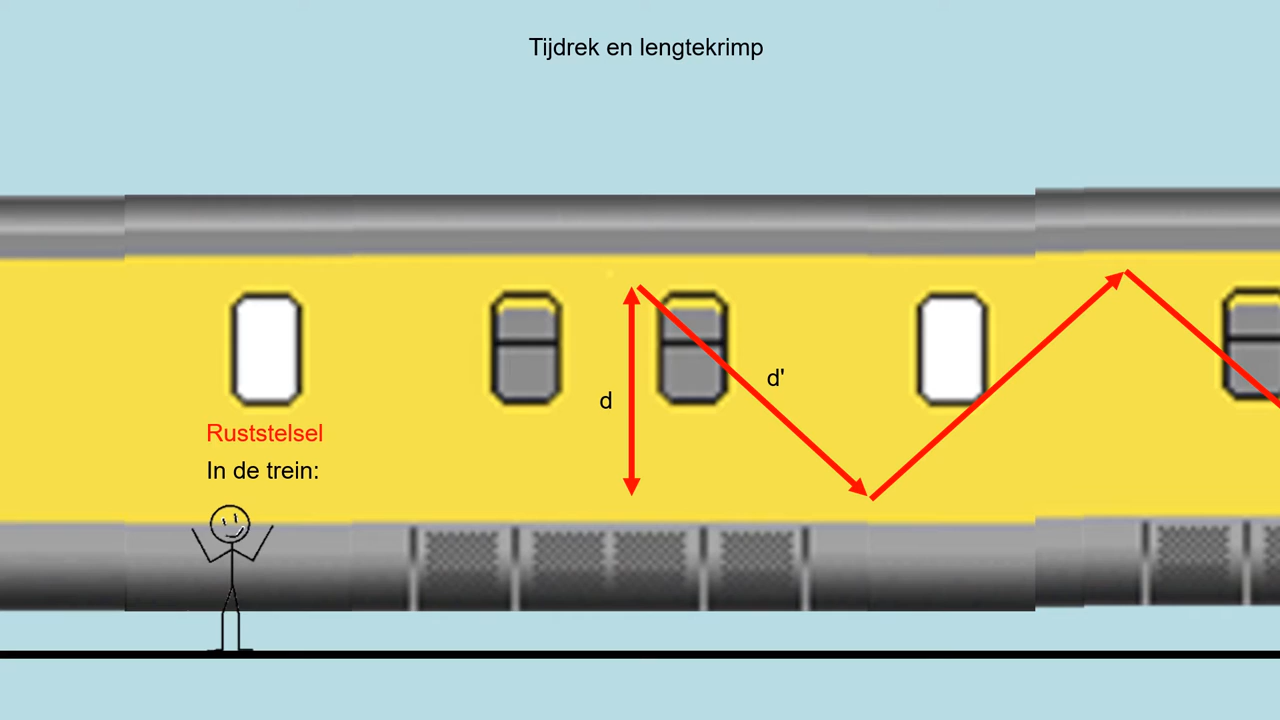 Tijdrek en lengtekrimp
d'
d
Ruststelsel
In de trein: